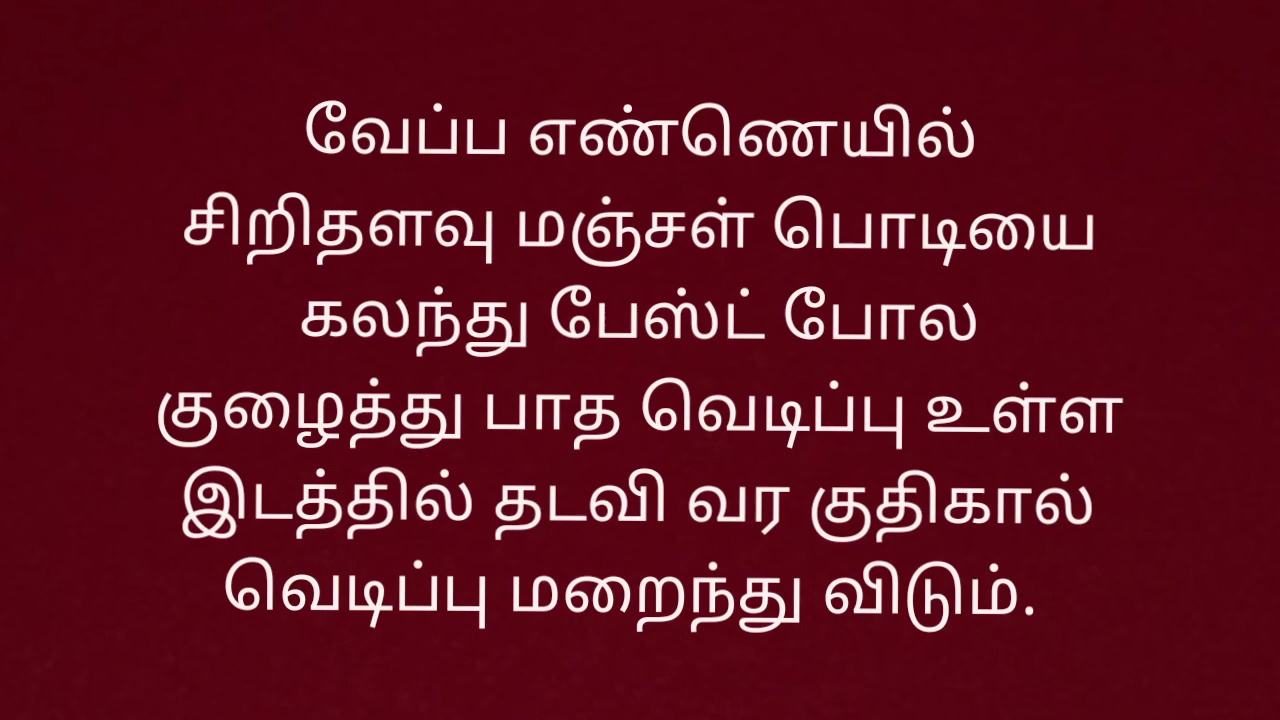 வேப்ப எண்ணெயில்
சிறிதளவு மஞ்சள் பொடியை
கலந்து பேஸ்ட் போல
குழைத்து பாத வெடிப்பு உள்ள
இடத்தில் தடவி வர குதிகால்
வெடிப்பு மறைந்து விடும்.